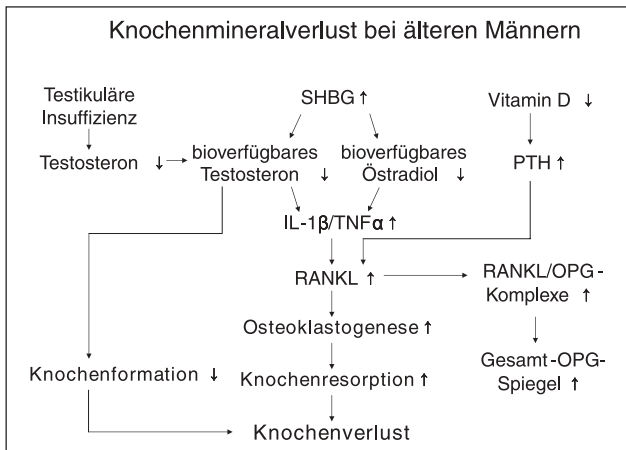 Knochenmineralverlust bei älteren Männern
Testikuläre
Insuffizienz
SHBG ↑
Vitamin D ↓
Testosteron ↓
bioverfügbares
Testosteron ↓
bioverfügbares
Östradiol ↓
PTH ↑
IL-1β/TNFα ↑
RANKL ↑
RANKL/OPG-
Komplexe ↑
Osteoklastogenese ↑
Gesamt-OPG-
Spiegel ↑
Knochenformation ↓
Knochenresorption ↑
Knochenverlust